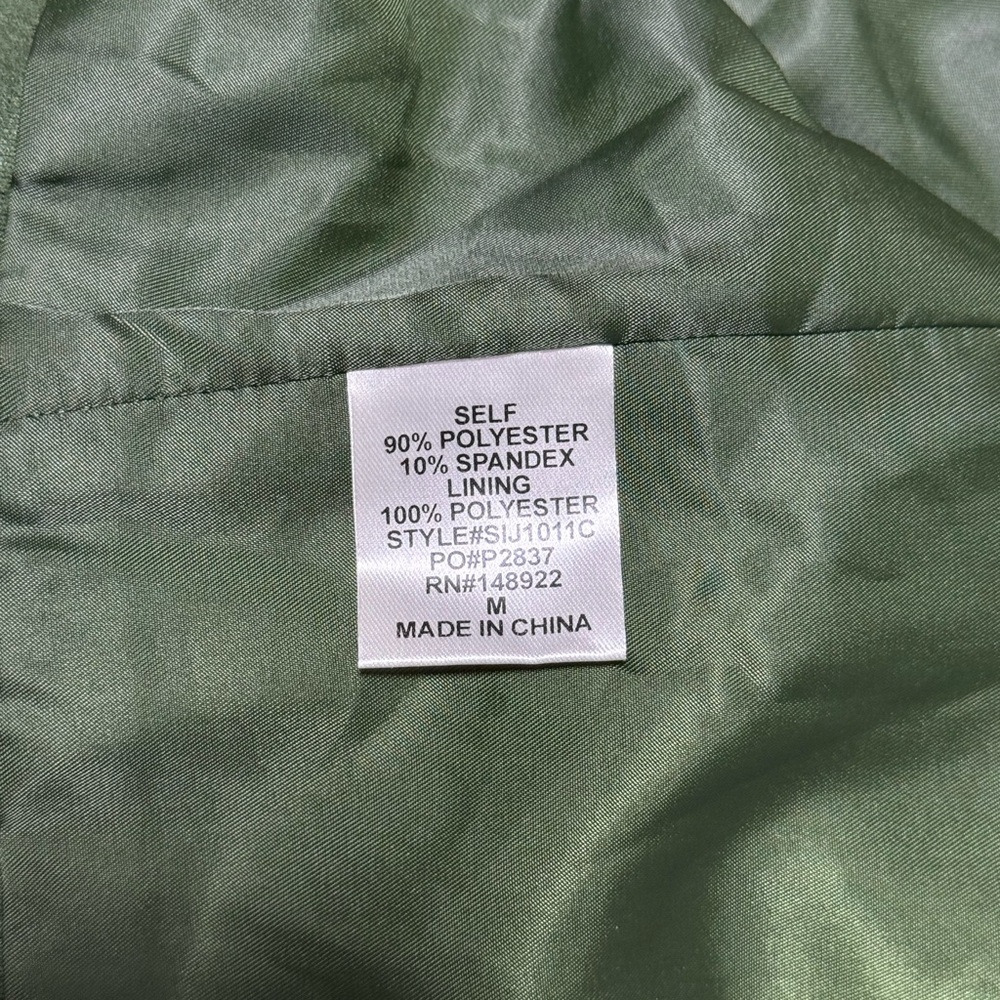 SELF
90% POLYESTER
10% SPANDEX
LINING
100% POLYESTER
STYLE#SIJ1011C
PO#P2837
RN#148922
M
MADE IN CHINA